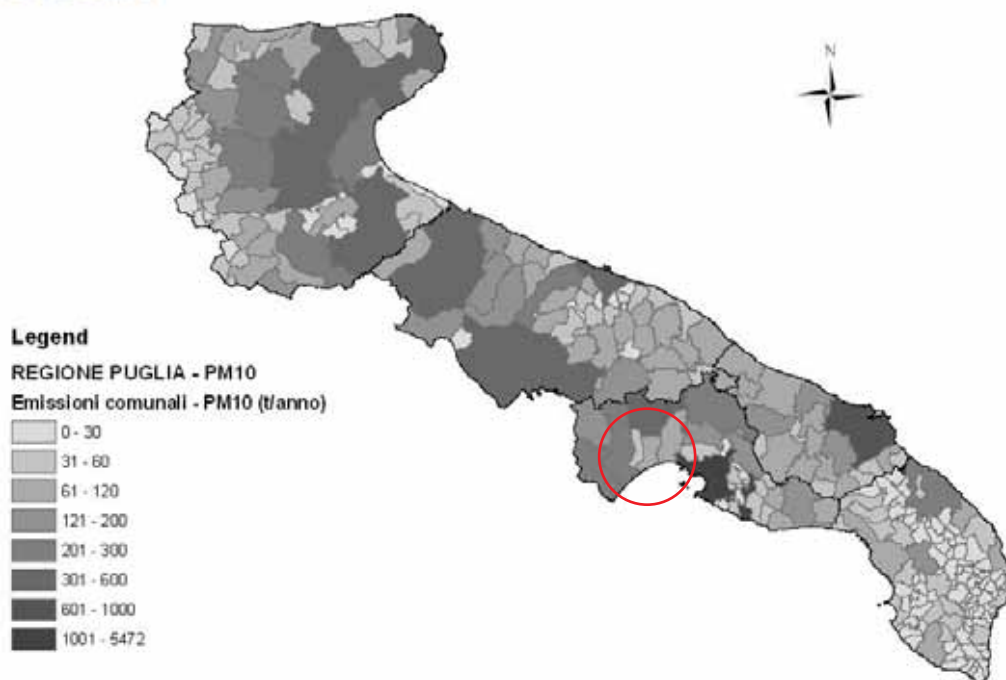 N
Legend
REGIONE PUGLIA - PM10
Emissioni comunali - PM10 (t/anno)
0 - 30
31 - 60
61 - 120
121 - 200
201 - 300
301 - 600
601 - 1000
1001 - 5472